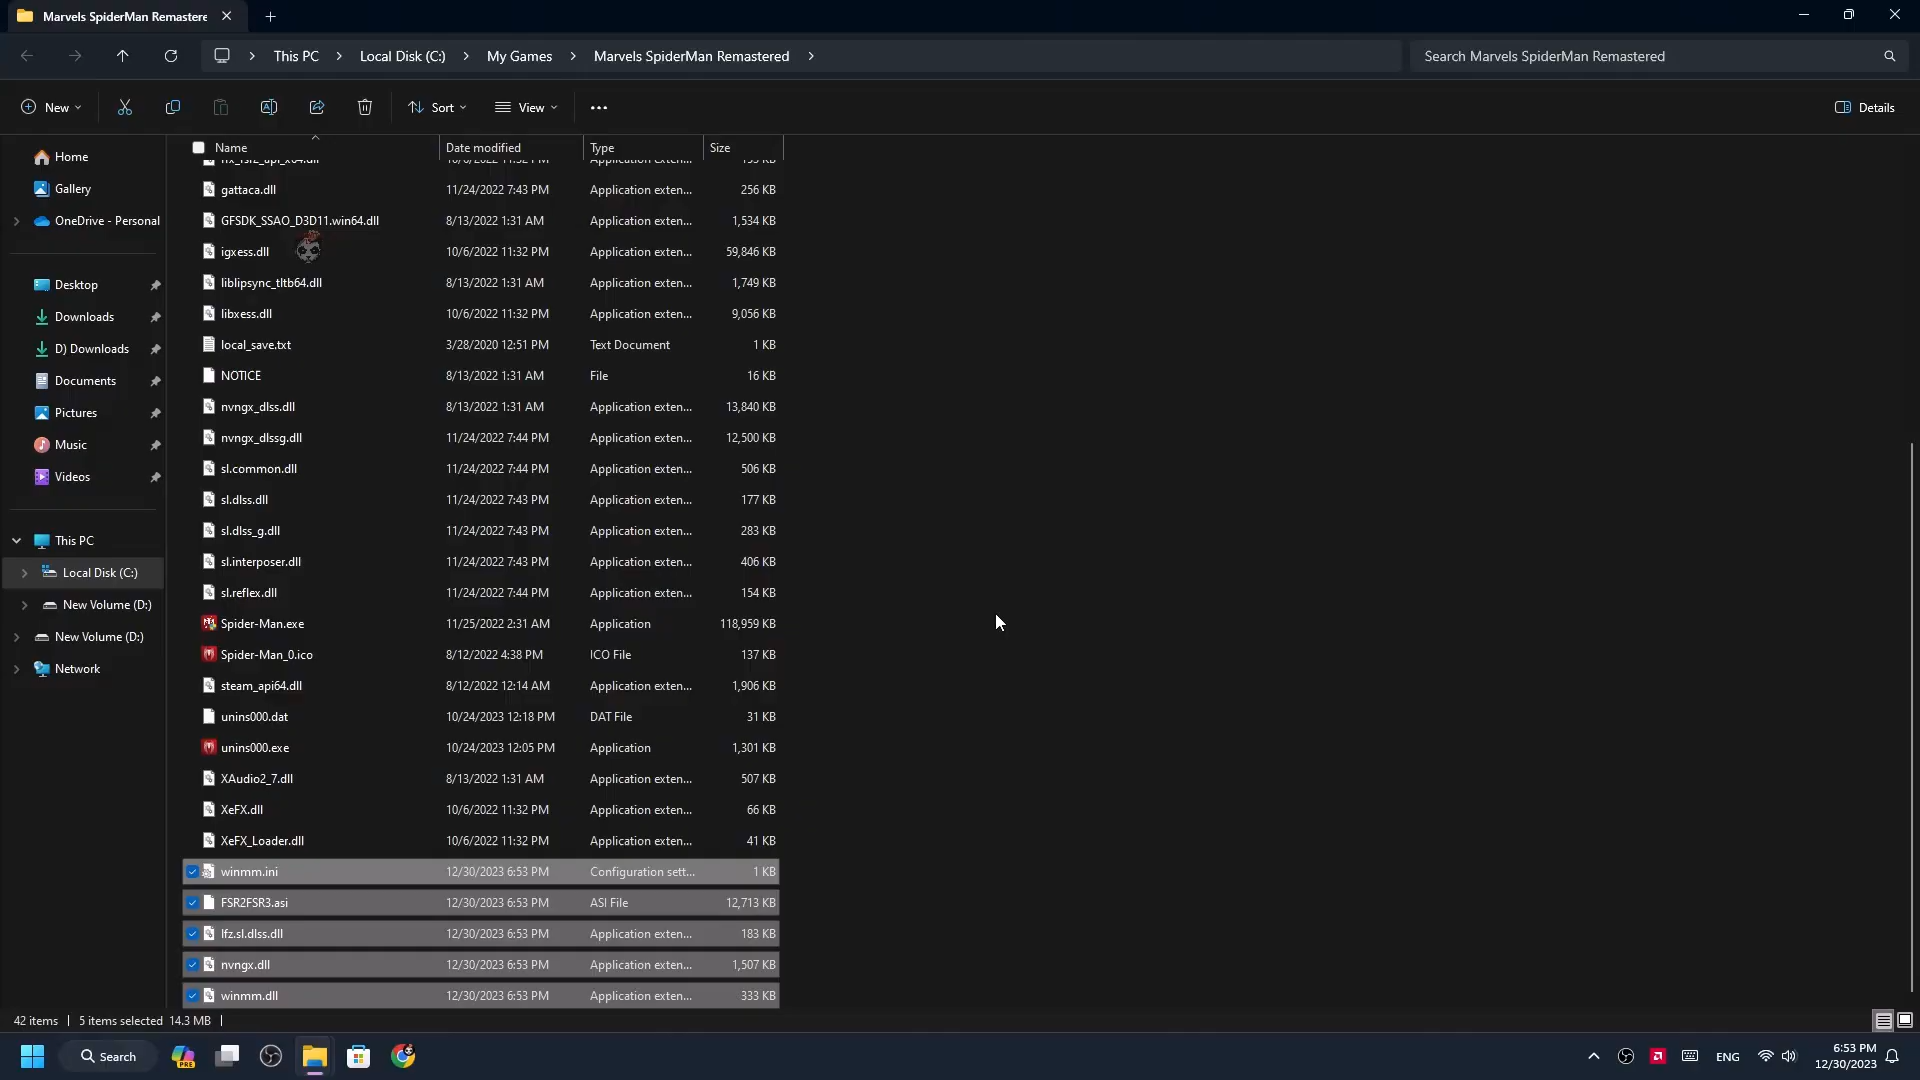 Marvels SpiderMan Remastere
This PC
Local Disk (C:)
My Games
Marvels SpiderMan Remastered
Search Marvels SpiderMan Remastered
New
Sort
View
Details
Home
Gallery
OneDrive - Personal
Desktop
Downloads
D) Downloads
Documents
Pictures
Music
Videos
This PC
Local Disk (C:)
New Volume (D:)
New Volume (D:)
Network
Name Date modified Type Size
gattaca.dll 11/24/2022 7:43 PM Application exten... 256 KB
GFSDK_SSAO_D3D11.win64.dll 8/13/2022 1:31 AM Application exten... 1,534 KB
igxess.dll 10/6/2022 11:32 PM Application exten... 59,846 KB
liblipsync_tltb64.dll 8/13/2022 1:31 AM Application exten... 1,749 KB
libxess.dll 10/6/2022 11:32 PM Application exten... 9,056 KB
local_save.txt 3/28/2020 12:51 PM Text Document 1 KB
NOTICE 8/13/2022 1:31 AM File 16 KB
nvngx_dlss.dll 8/13/2022 1:31 AM Application exten... 13,840 KB
nvngx_dlssg.dll 11/24/2022 7:44 PM Application exten... 12,500 KB
sl.common.dll 11/24/2022 7:44 PM Application exten... 506 KB
sl.dlss.dll 11/24/2022 7:43 PM Application exten... 177 KB
sl.dlss_g.dll 11/24/2022 7:43 PM Application exten... 283 KB
sl.interposer.dll 11/24/2022 7:43 PM Application exten... 406 KB
sl.reflex.dll 11/24/2022 7:44 PM Application exten... 154 KB
Spider-Man.exe 11/25/2022 2:31 AM Application 118,959 KB
Spider-Man_0.ico 8/12/2022 4:38 PM ICO File 137 KB
steam_api64.dll 8/12/2022 12:14 AM Application exten... 1,906 KB
unins000.dat 10/24/2023 12:18 PM DAT File 31 KB
unins000.exe 10/24/2023 12:05 PM Application 1,301 KB
XAudio2_7.dll 8/13/2022 1:31 AM Application exten... 507 KB
XeFX.dll 10/6/2022 11:32 PM Application exten... 66 KB
XeFX_Loader.dll 10/6/2022 11:32 PM Application exten... 41 KB
winmm.ini 12/30/2023 6:53 PM Configuration sett... 1 KB
FSR2FSR3.asi 12/30/2023 6:53 PM ASI File 12,713 KB
lfz.sl.dlss.dll 12/30/2023 6:53 PM Application exten... 183 KB
nvngx.dll 12/30/2023 6:53 PM Application exten... 1,507 KB
winmm.dll 12/30/2023 6:53 PM Application exten... 333 KB
42 items 5 items selected 14.3 MB
Search
PRE
ENG
6:53 PM
12/30/2023